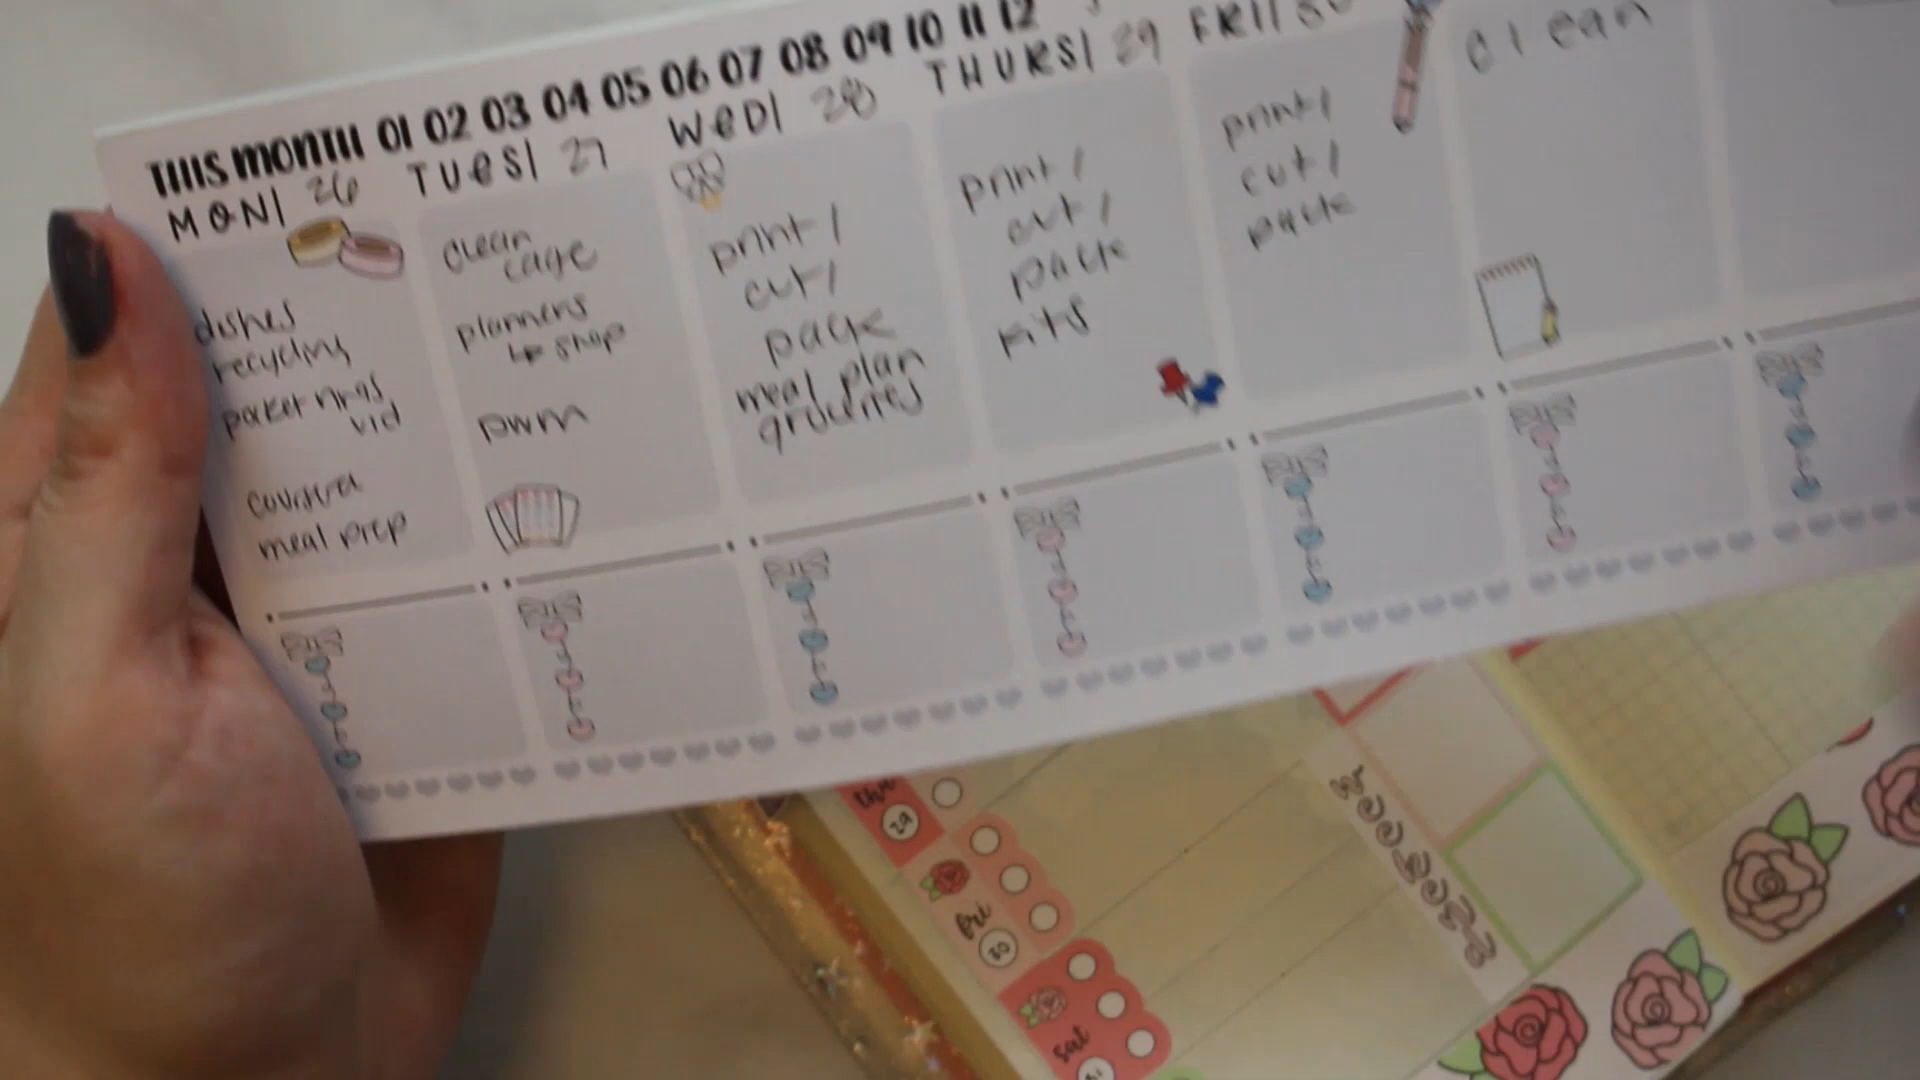 THIS MONTH 01 02 03 04 05 06 07 08 09 10 11 12
MON| 26
TUES| 27
WED| 28
THURS| 29
FRI| 30
dishes
recycling
vid
meal prep
clean
cage
planners
to shop
pwm
print /
cut /
pack
meal plan
groceries
print /
cut /
pack
kits
print /
cut /
pack
clean
thu
29
fri
30
sat
31